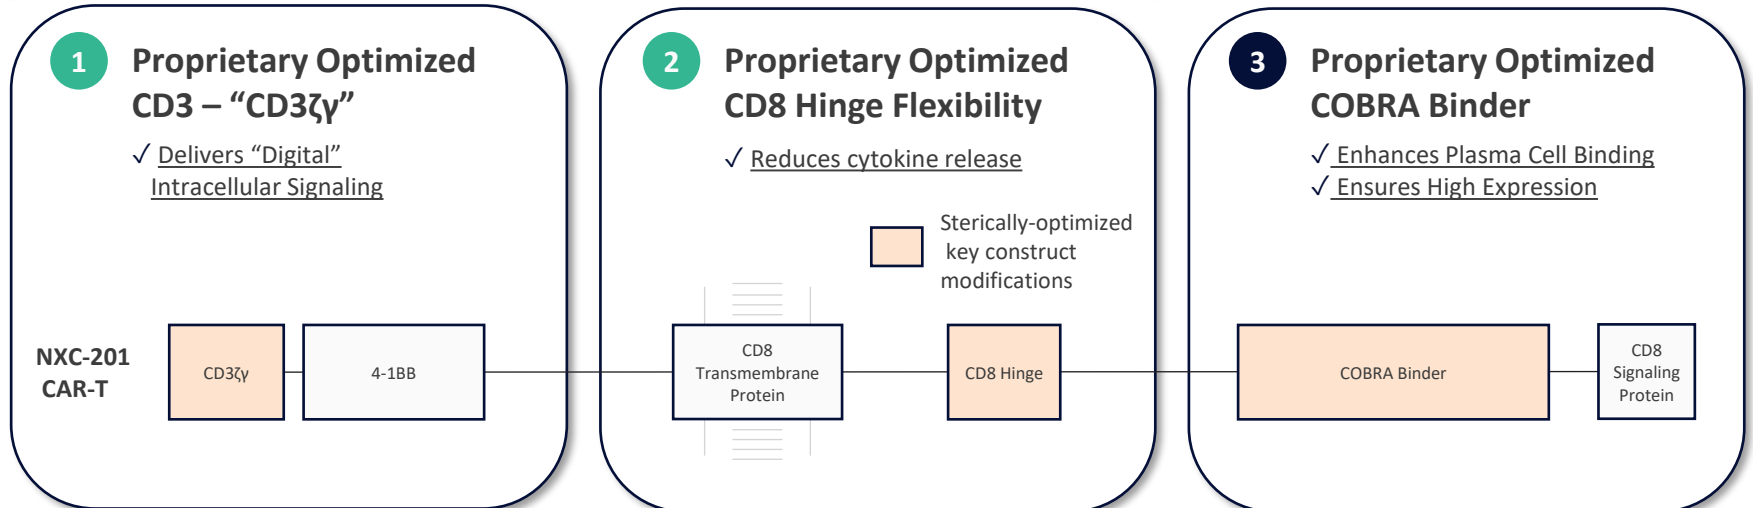 1
Proprietary Optimized
CD3 – “CD3ζγ”
✓ Delivers “Digital”
Intracellular Signaling
2
Proprietary Optimized
CD8 Hinge Flexibility
✓ Reduces cytokine release
3
Proprietary Optimized
COBRA Binder
✓ Enhances Plasma Cell Binding
✓ Ensures High Expression
Sterically-optimized
key construct
modifications
NXC-201
CAR-T
CD3ζγ
4-1BB
CD8
Transmembrane
Protein
CD8 Hinge
COBRA Binder
CD8
Signaling
Protein